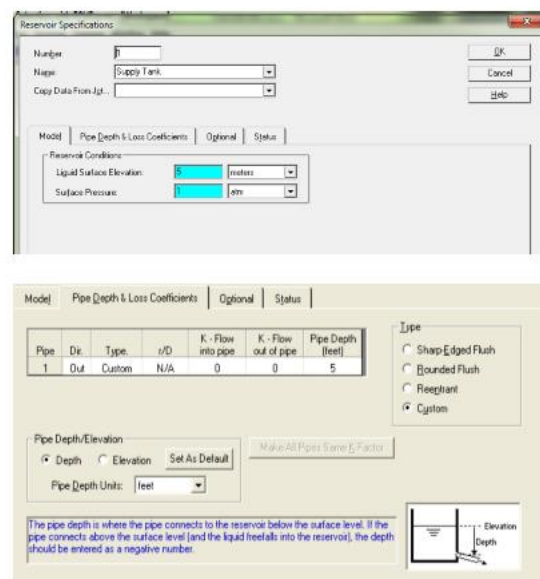 Reservoir Specifications
Number: 1 OK
Name: Supply Tank Cancel
Copy Data From Jct... Help
Model Pipe Depth & Loss Coefficients Optional Status
Reservoir Conditions
Liquid Surface Elevation: 5 meters
Surface Pressure: 1 atm
Model Pipe Depth & Loss Coefficients Optional Status
Type
Sharp-Edged Flush
Rounded Flush
Reentrant
Custom
Pipe Dir. Type. r/D K - Flow into pipe K - Flow out of pipe Pipe Depth (feet)
1 Out Custom N/A 0 0 5
Pipe Depth/Elevation
Depth Elevation Set As Default Make All Pipes Same K Factor
Pipe Depth Units: feet
The pipe depth is where the pipe connects to the reservoir below the surface level. If the
pipe connects above the surface level (and the liquid freefalls into the reservoir), the depth
should be entered as a negative number.
Elevation
Depth